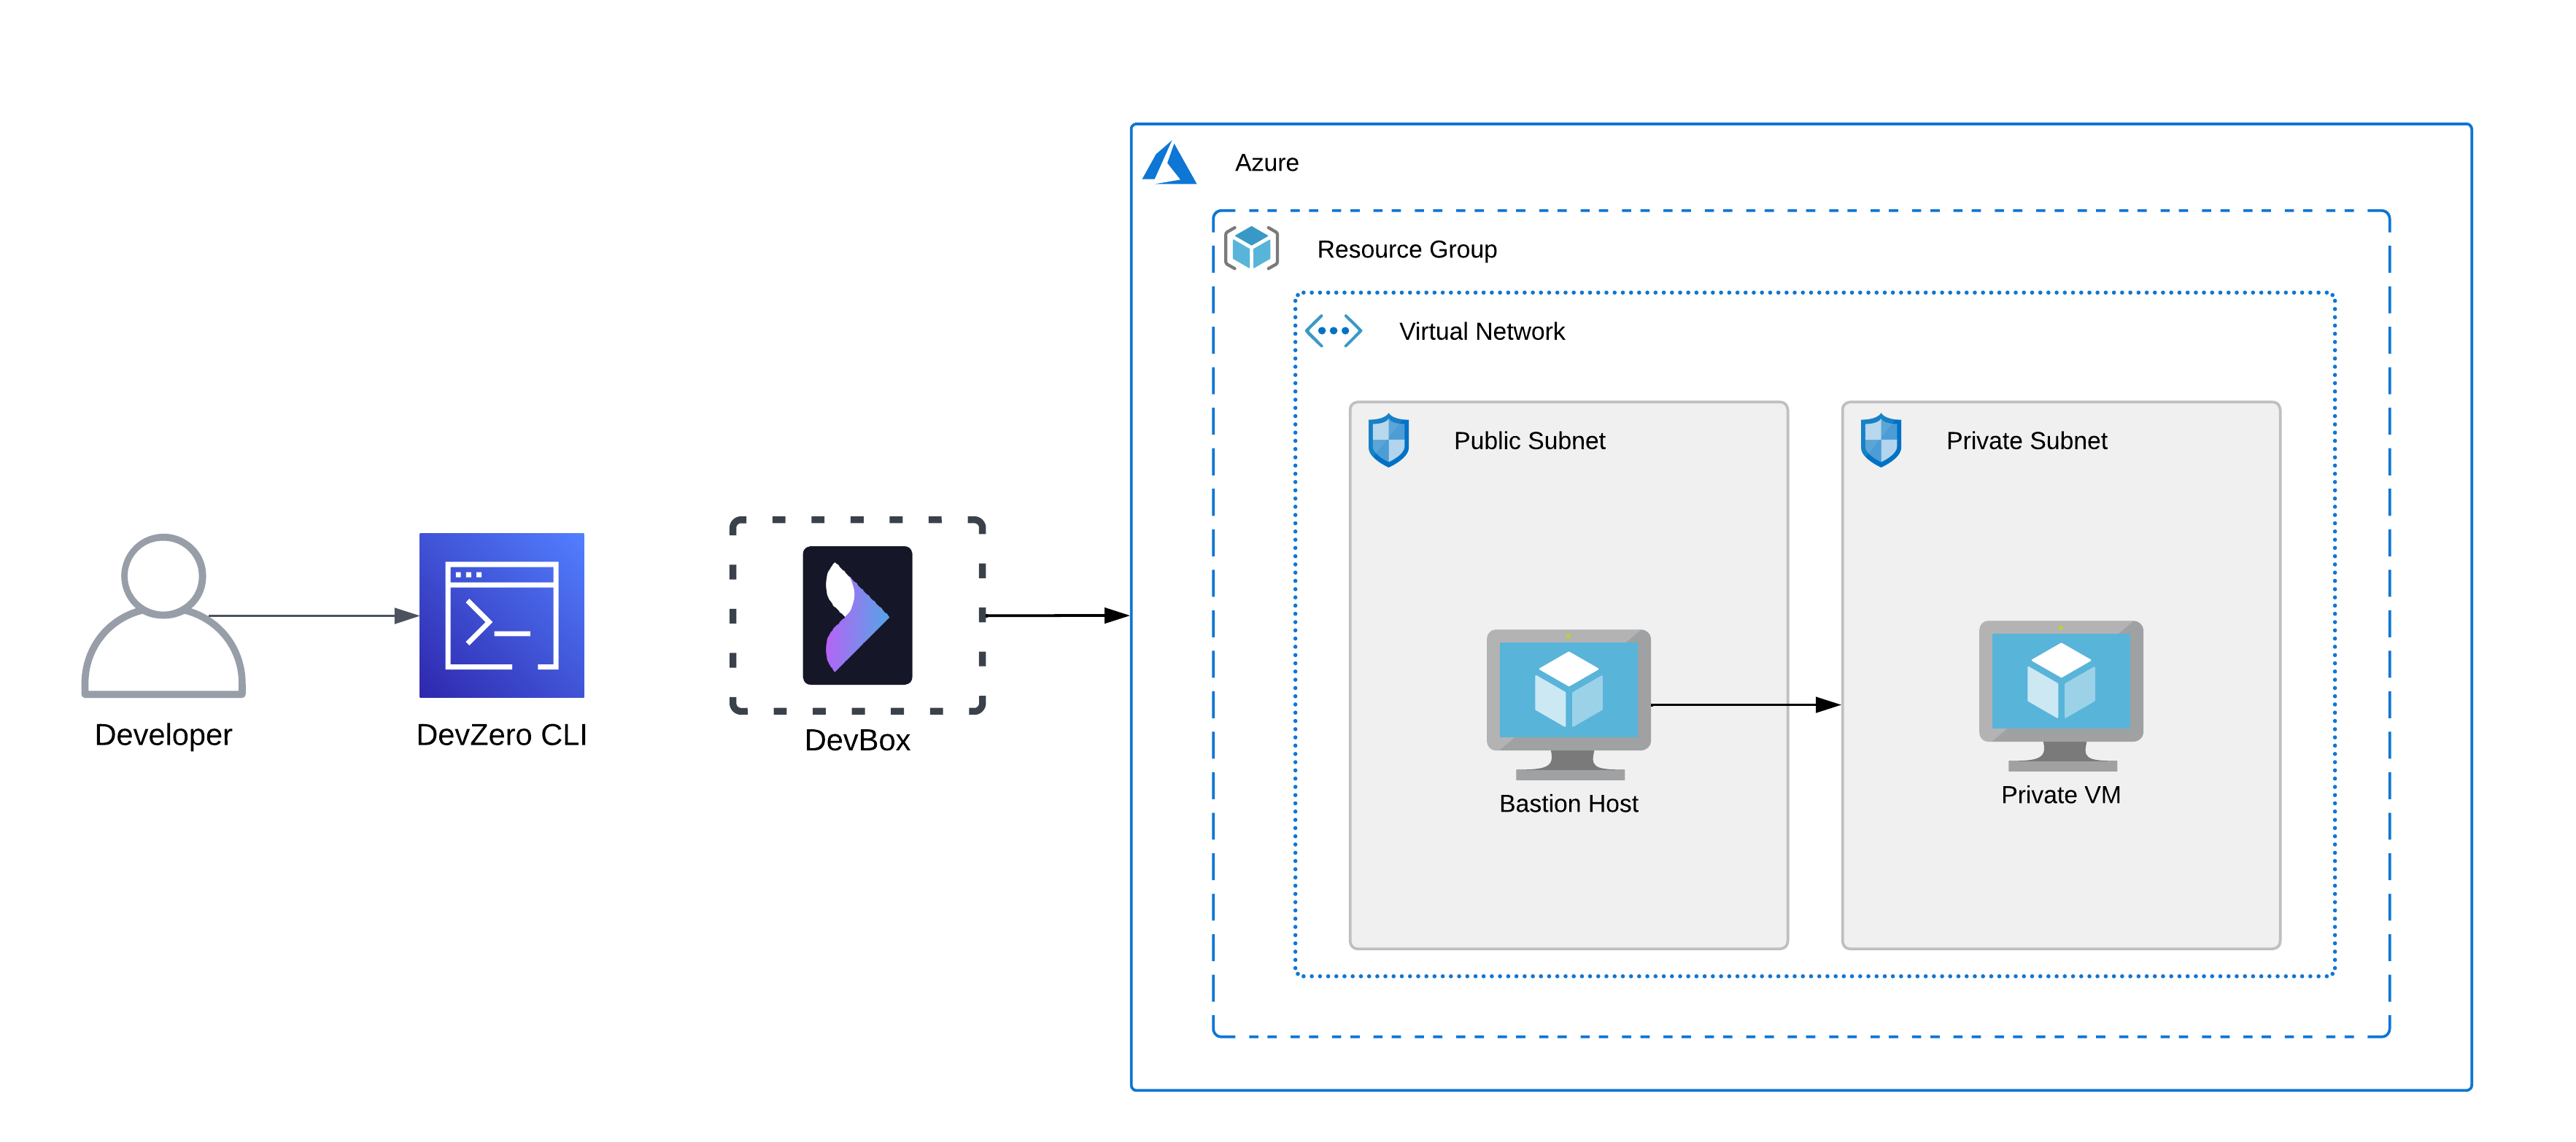 Azure
Resource Group
Virtual Network
Public Subnet
Private Subnet
Developer
DevZero CLI
DevBox
Bastion Host
Private VM